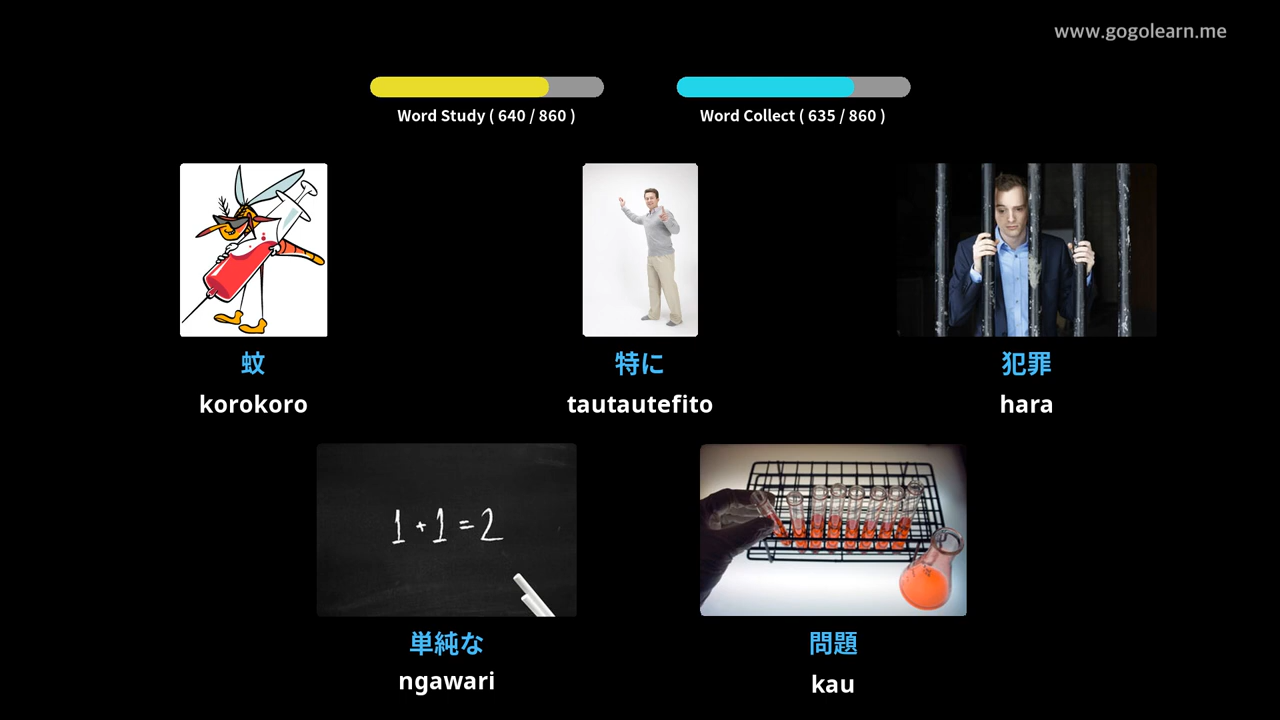 www.gogolearn.me
Word Study ( 640 / 860 )
Word Collect ( 635 / 860 )
蚊
korokoro
特に
tautautefito
犯罪
hara
1+1=2
単純な
ngawari
問題
kau